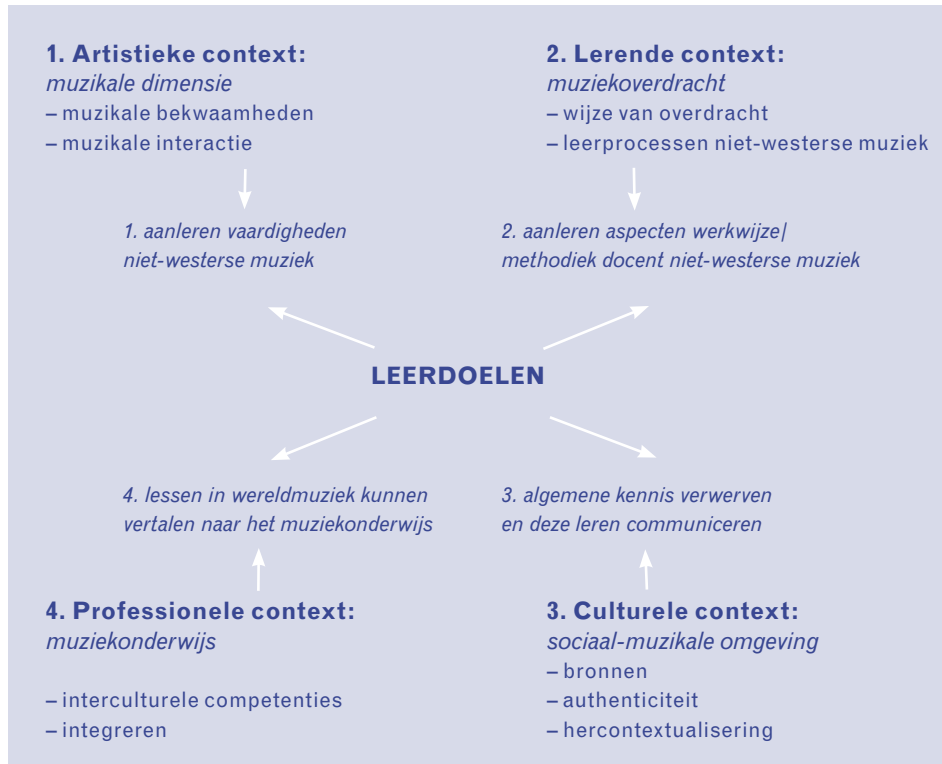 1. Artistieke context:
muzikale dimensie
– muzikale bekwaamheden
– muzikale interactie
2. Lerende context:
muziekoverdracht
– wijze van overdracht
– leerprocessen niet-westerse muziek
1. aanleren vaardigheden
niet-westerse muziek
2. aanleren aspecten werkwijze/
methodiek docent niet-westerse muziek
LEERDOELEN
4. lessen in wereldmuziek kunnen
vertalen naar het muziekonderwijs
3. algemene kennis verwerven
en deze leren communiceren
4. Professionele context:
muziekonderwijs
– interculturele competenties
– integreren
3. Culturele context:
sociaal-muzikale omgeving
– bronnen
– authenticiteit
– hercontextualisering